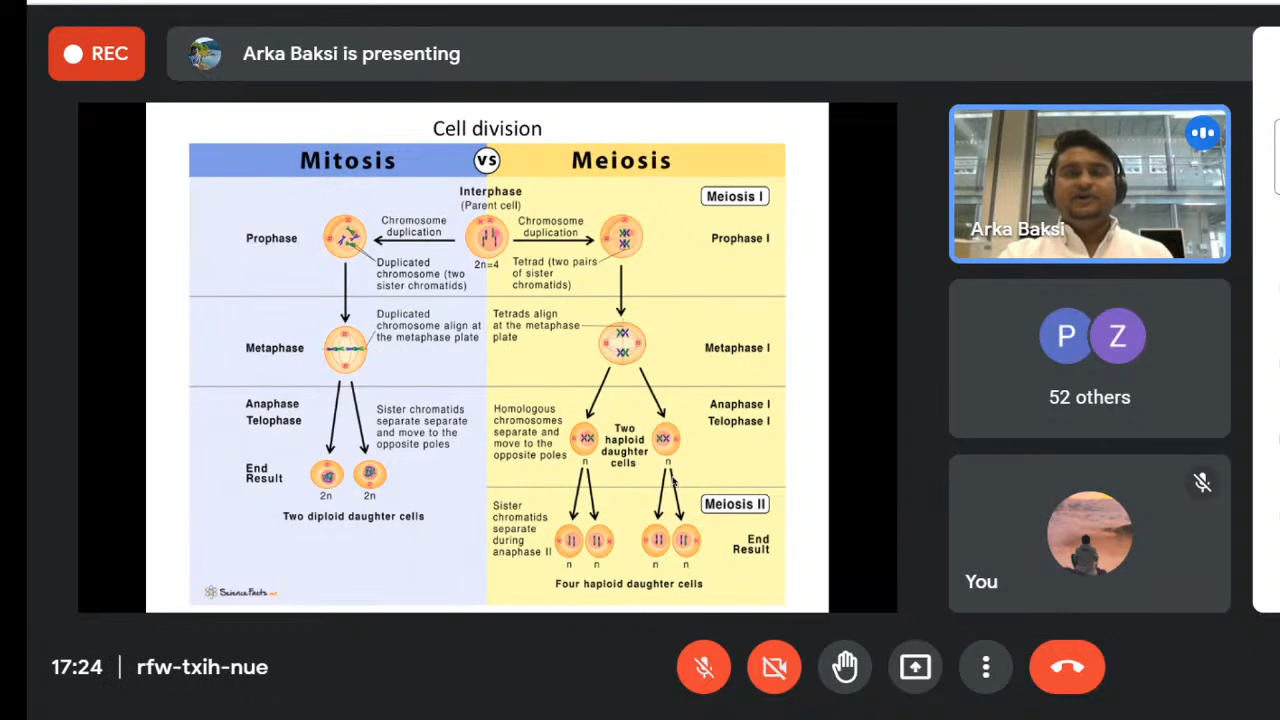 REC
Arka Baksi is presenting
Cell division
Mitosis
vs
Meiosis
Interphase
(Parent cell)
Meiosis I
Prophase
Chromosome
duplication
Chromosome
duplication
Prophase I
2n=4
Duplicated
chromosome (two
sister chromatids)
Tetrad (two pairs
of sister
chromatids)
Metaphase
Duplicated
chromosome align at
the metaphase plate
Tetrads align
at the metaphase
plate
Metaphase I
Anaphase
Telophase
Sister chromatids
separate separate
and move to the
opposite poles
Homologous
chromosomes
separate and
move to the
opposite poles
Two
haploid
daughter
cells
Anaphase I
Telophase I
n
n
End
Result
2n
2n
Two diploid daughter cells
Meiosis II
Sister
chromatids
separate
during
anaphase II
End
Result
n
n
n
n
Four haploid daughter cells
ScienceFacts.net
Arka Baksi
P
Z
52 others
You
17:24
rfw-txih-nue